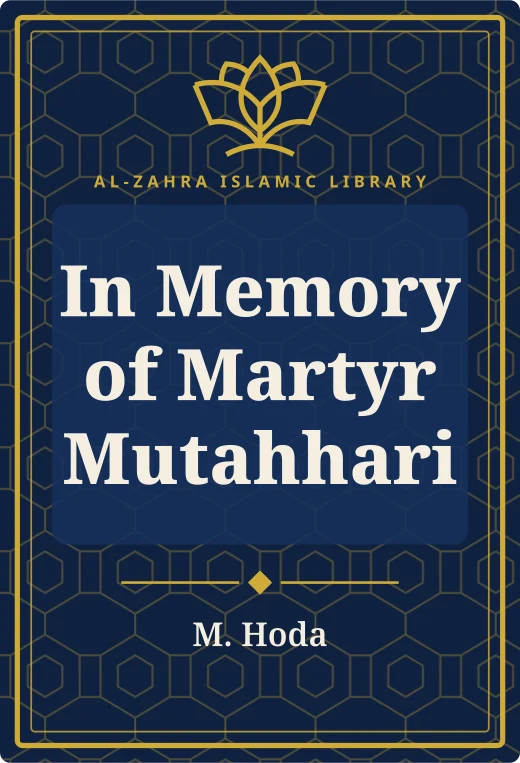 AL-ZAHRA ISLAMIC LIBRARY
In Memory
of Martyr
Mutahhari
M. Hoda